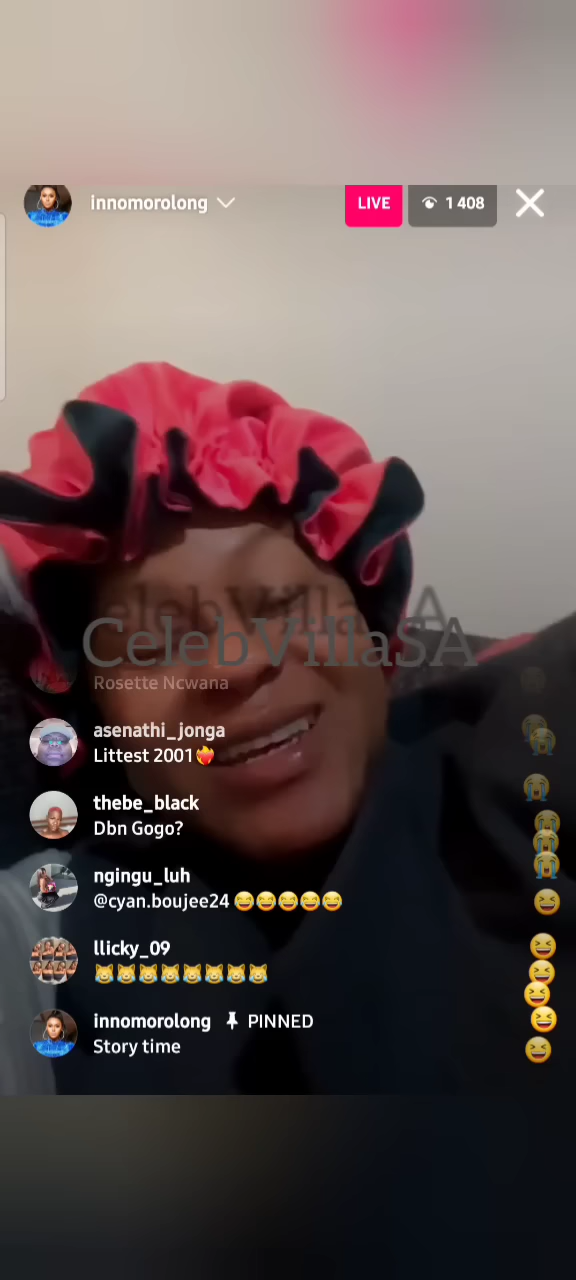 innomorolong
LIVE
1 408
CelebVillaSA
Rosette Ncwana
asenathi_jonga
Littest 2001❤️‍🔥
thebe_black
Dbn Gogo?
ngingu_luh
@cyan.boujee24 😄😄😄😄😄
llicky_09
😹😹😹😹😹😹😹😹
innomorolong 📌 PINNED
Story time